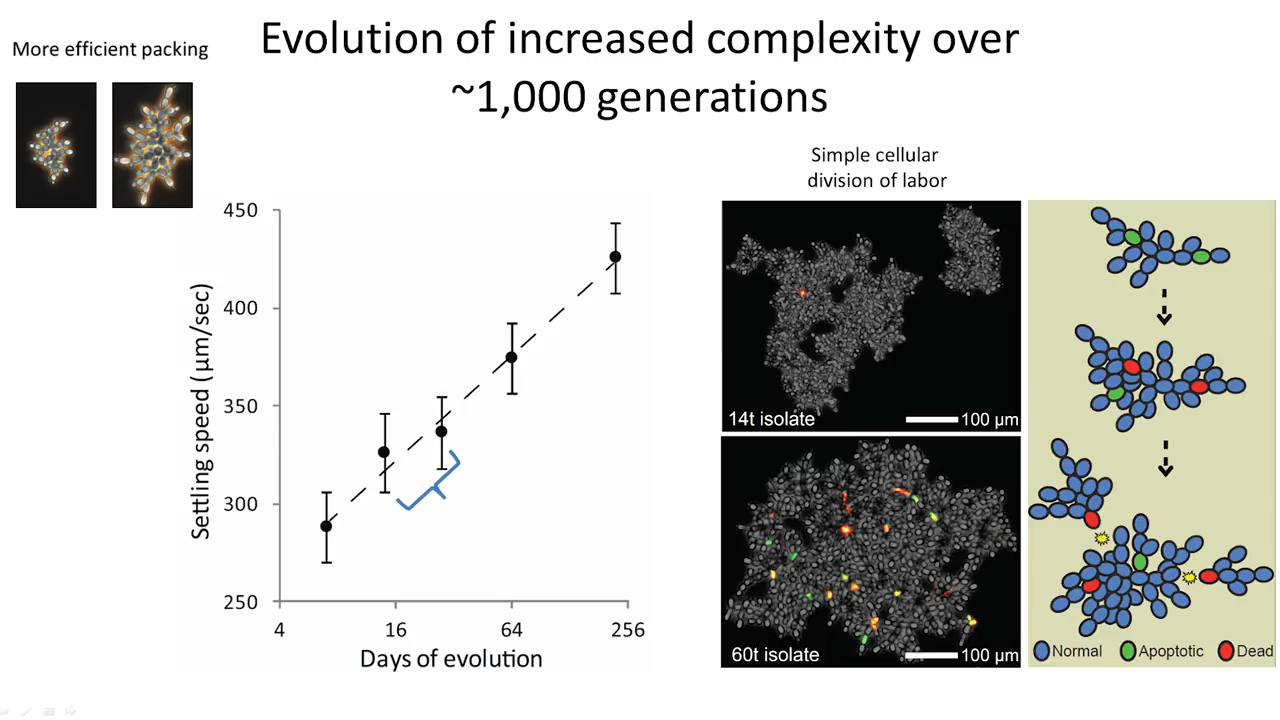 More efficient packing
Evolution of increased complexity over
~1,000 generations
Simple cellular
division of labor
450
400
350
300
250
Settling speed (µm/sec)
4
16
64
256
Days of evolution
14t isolate
100 µm
60t isolate
100 µm
Normal
Apoptotic
Dead